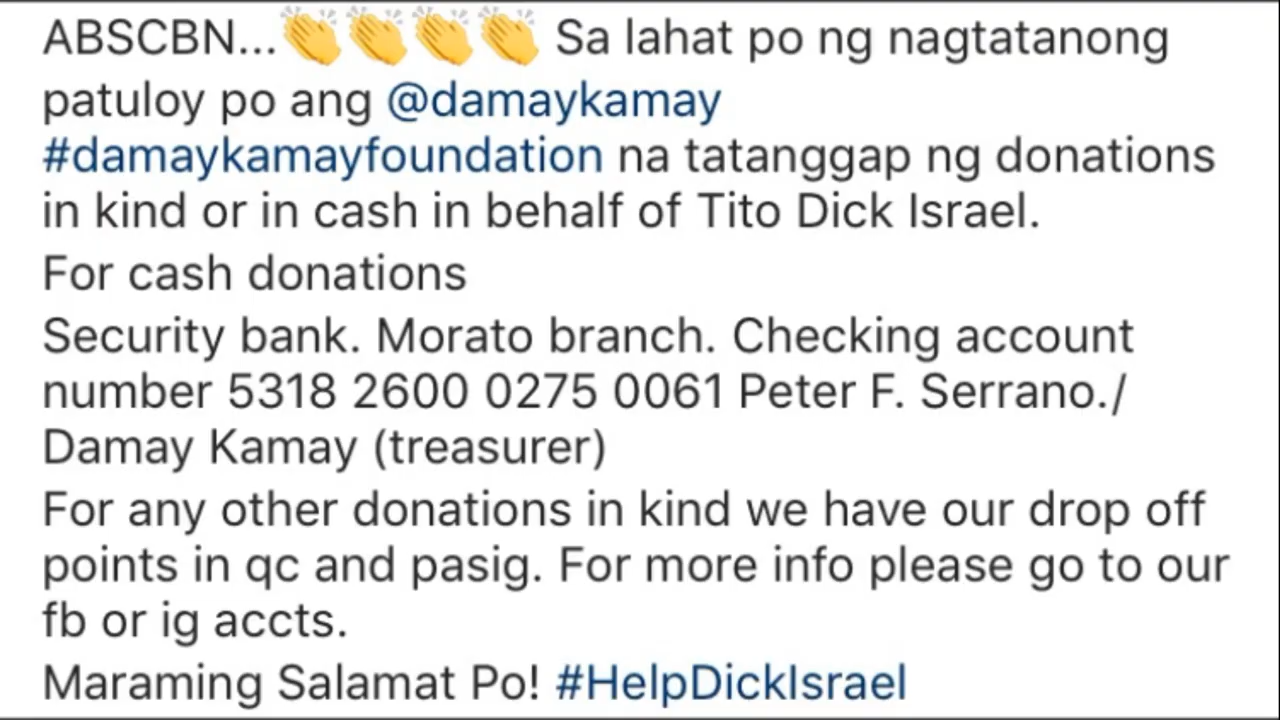 ABSCBN...👏👏👏👏 Sa lahat po ng nagtatanong
patuloy po ang @damaykamay
#damaykamayfoundation na tatanggap ng donations
in kind or in cash in behalf of Tito Dick Israel.
For cash donations
Security bank. Morato branch. Checking account
number 5318 2600 0275 0061 Peter F. Serrano./
Damay Kamay (treasurer)
For any other donations in kind we have our drop off
points in qc and pasig. For more info please go to our
fb or ig accts.
Maraming Salamat Po! #HelpDickIsrael